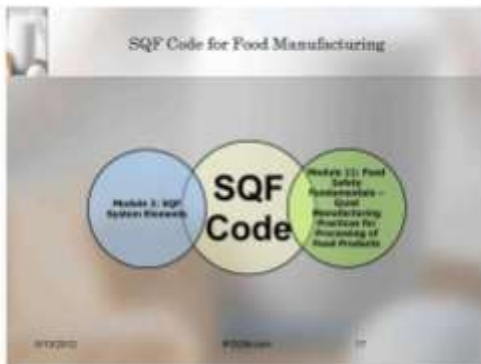 SQF Code for Food Manufacturing
Module 2: SQF
System Elements
SQF
Code
Module 11: Food
Safety
Fundamentals –
Good
Manufacturing
Practices for
Processing of
Food Products